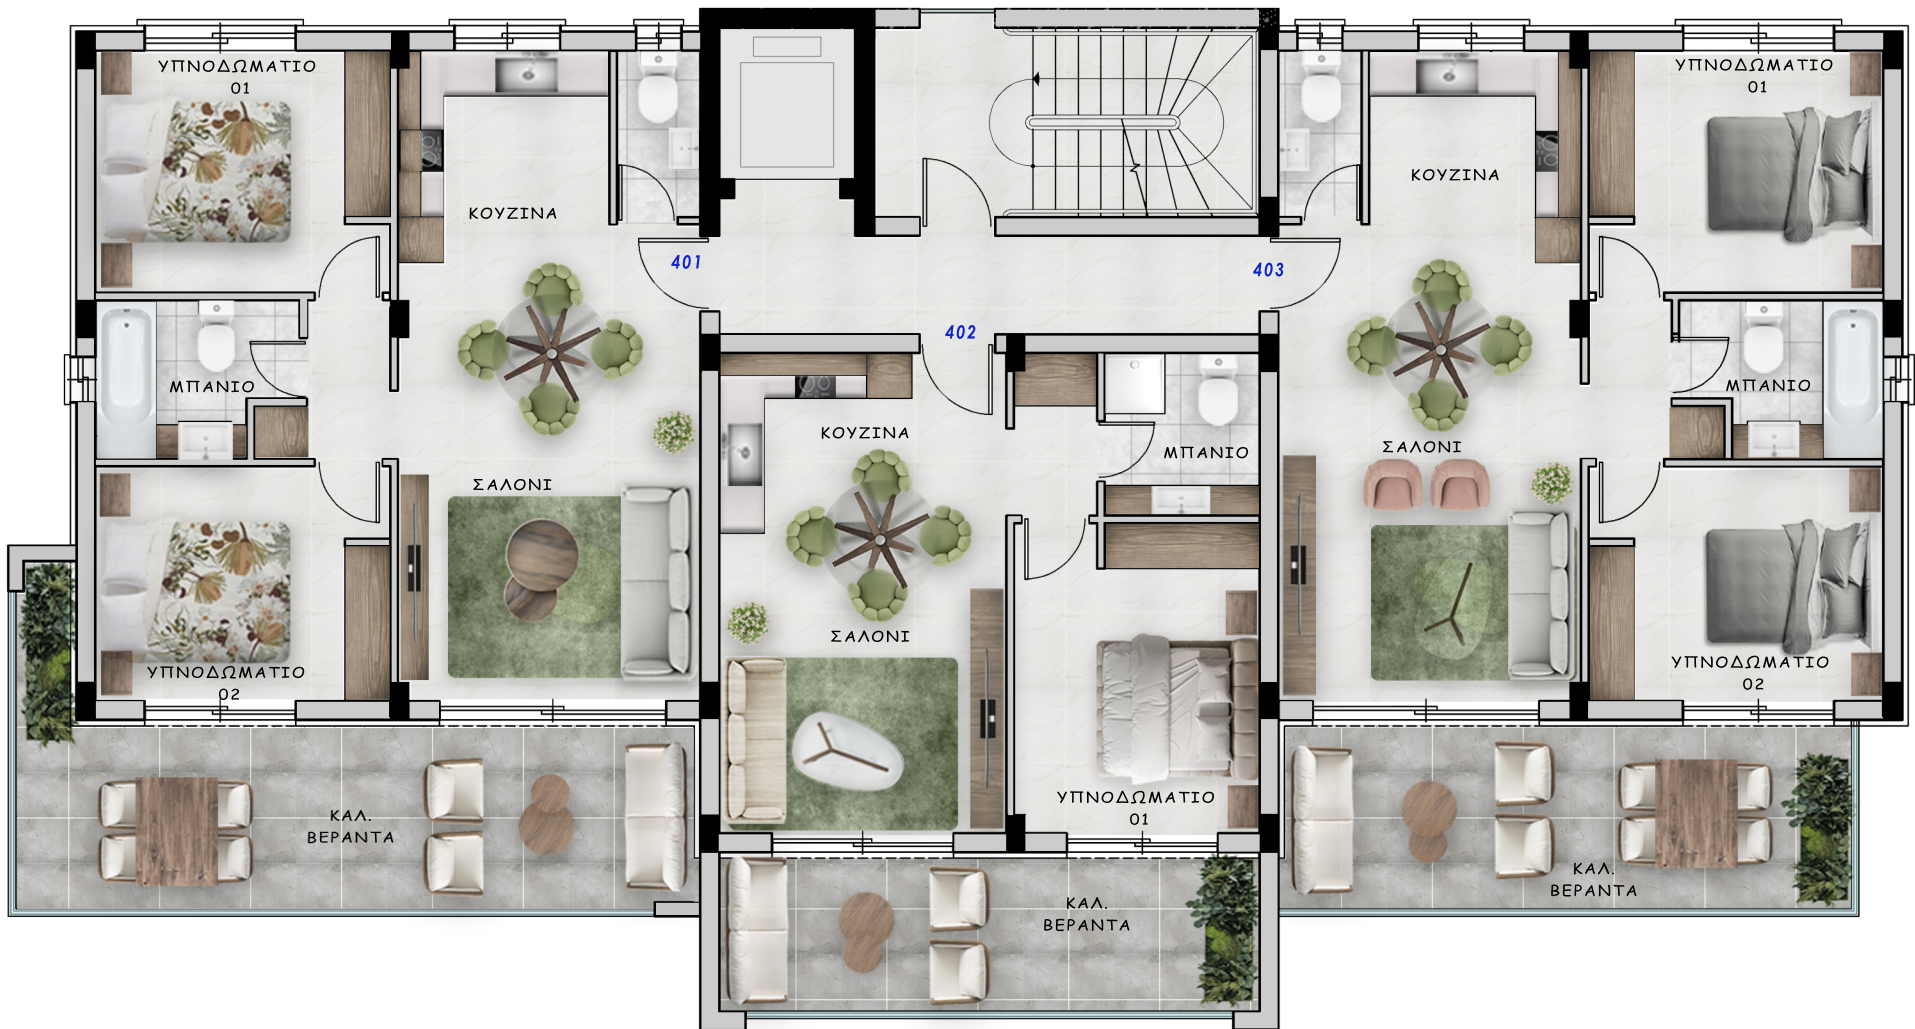 ΥΠΝΟΔΩΜΑΤΙΟ
01
ΚΟΥΖΙΝΑ
401
ΜΠΑΝΙΟ
ΣΑΛΟΝΙ
ΥΠΝΟΔΩΜΑΤΙΟ
02
ΚΑΛ.
ΒΕΡΑΝΤΑ
402
ΚΟΥΖΙΝΑ
ΜΠΑΝΙΟ
ΣΑΛΟΝΙ
ΥΠΝΟΔΩΜΑΤΙΟ
01
ΚΑΛ.
ΒΕΡΑΝΤΑ
403
ΚΟΥΖΙΝΑ
ΥΠΝΟΔΩΜΑΤΙΟ
01
ΜΠΑΝΙΟ
ΣΑΛΟΝΙ
ΥΠΝΟΔΩΜΑΤΙΟ
02
ΚΑΛ.
ΒΕΡΑΝΤΑ